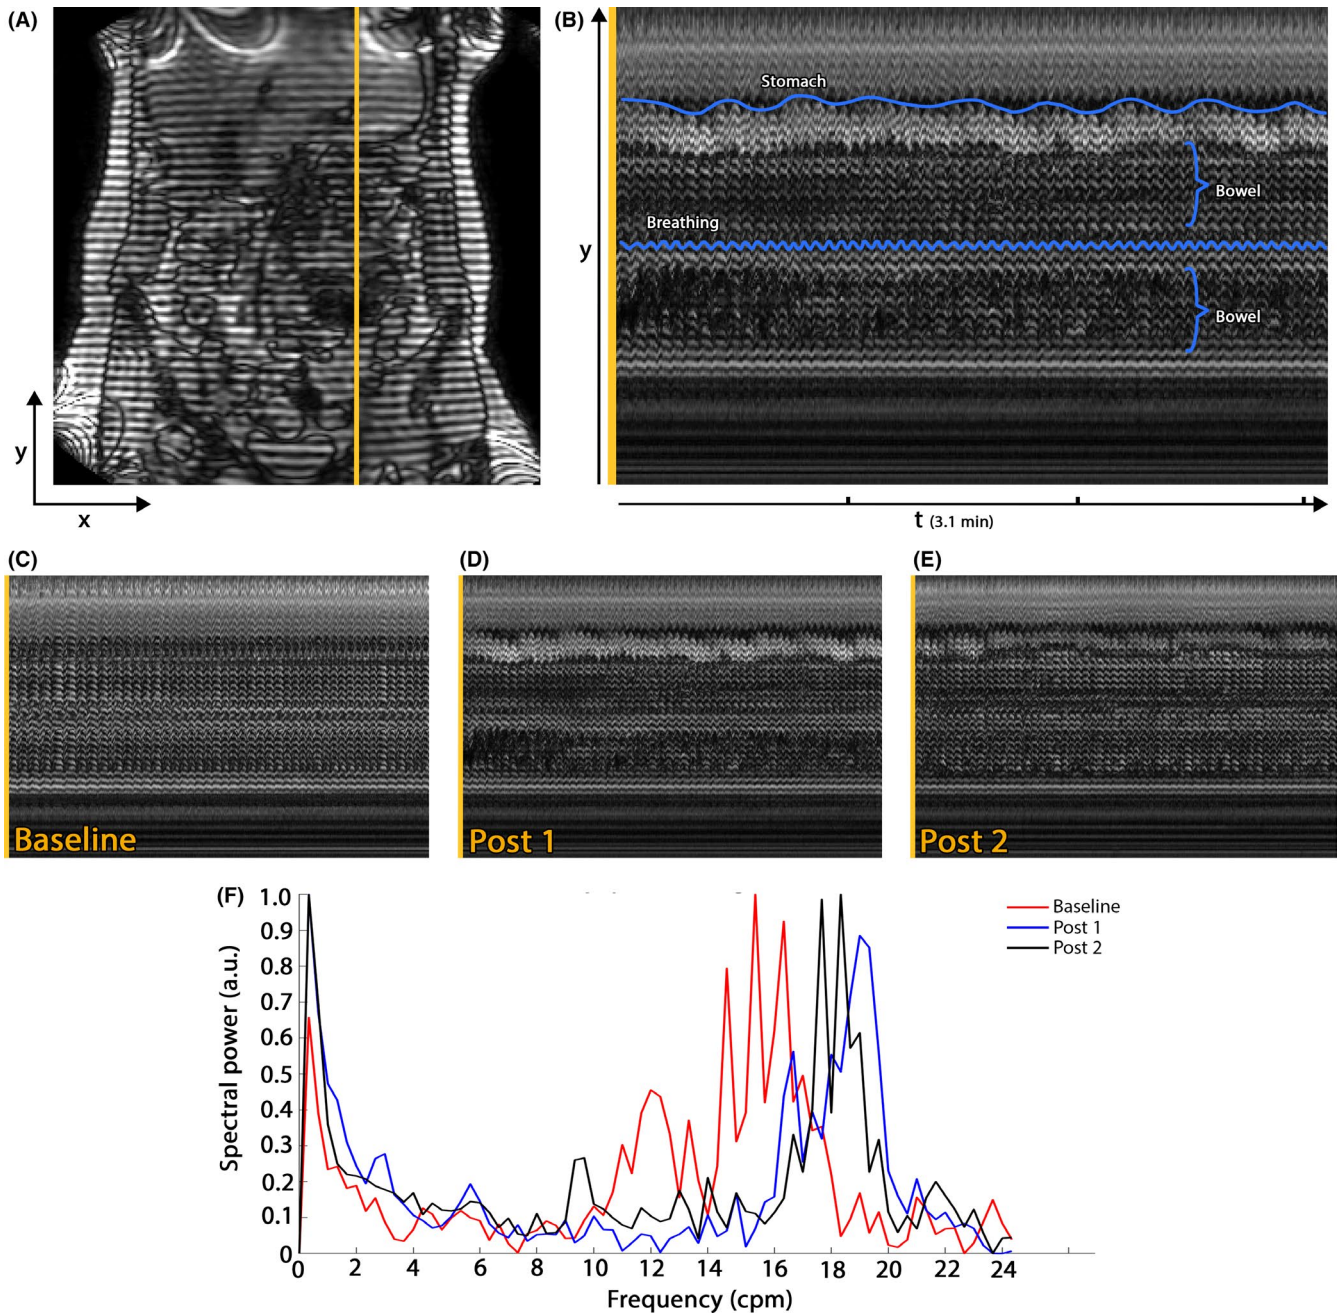 (A)
(B)
Stomach
Bowel
Breathing
y
Bowel
y
x
t (3.1 min)
(C)
(D)
(E)
Baseline
Post 1
Post 2
(F)
1.0
0.9
0.8
0.7
0.6
0.5
0.4
0.3
0.2
0.1
0
Spectral power (a.u.)
0 2 4 6 8 10 12 14 16 18 20 22 24
Frequency (cpm)
Baseline
Post 1
Post 2